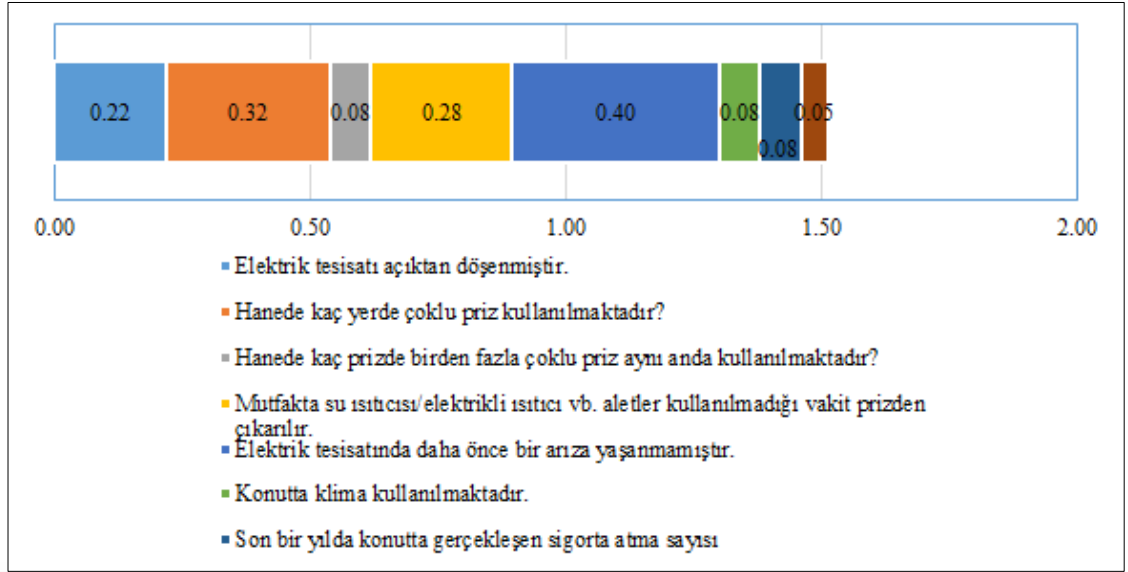 0.22 0.32 0.08 0.28 0.40 0.08 0.08 0.05
0.00 0.50 1.00 1.50 2.00
Elektrik tesisatı açıktan döşenmiştir.
Hanede kaç yerde çoklu priz kullanılmaktadır?
Hanede kaç prizde birden fazla çoklu priz aynı anda kullanılmaktadır?
Mutfakta su ısıtıcısı/elektrikli ısıtıcı vb. aletler kullanılmadığı vakit prizden
çıkarılır.
Elektrik tesisatında daha önce bir arıza yaşanmamıştır.
Konutta klima kullanılmaktadır.
Son bir yılda konutta gerçekleşen sigorta atma sayısı